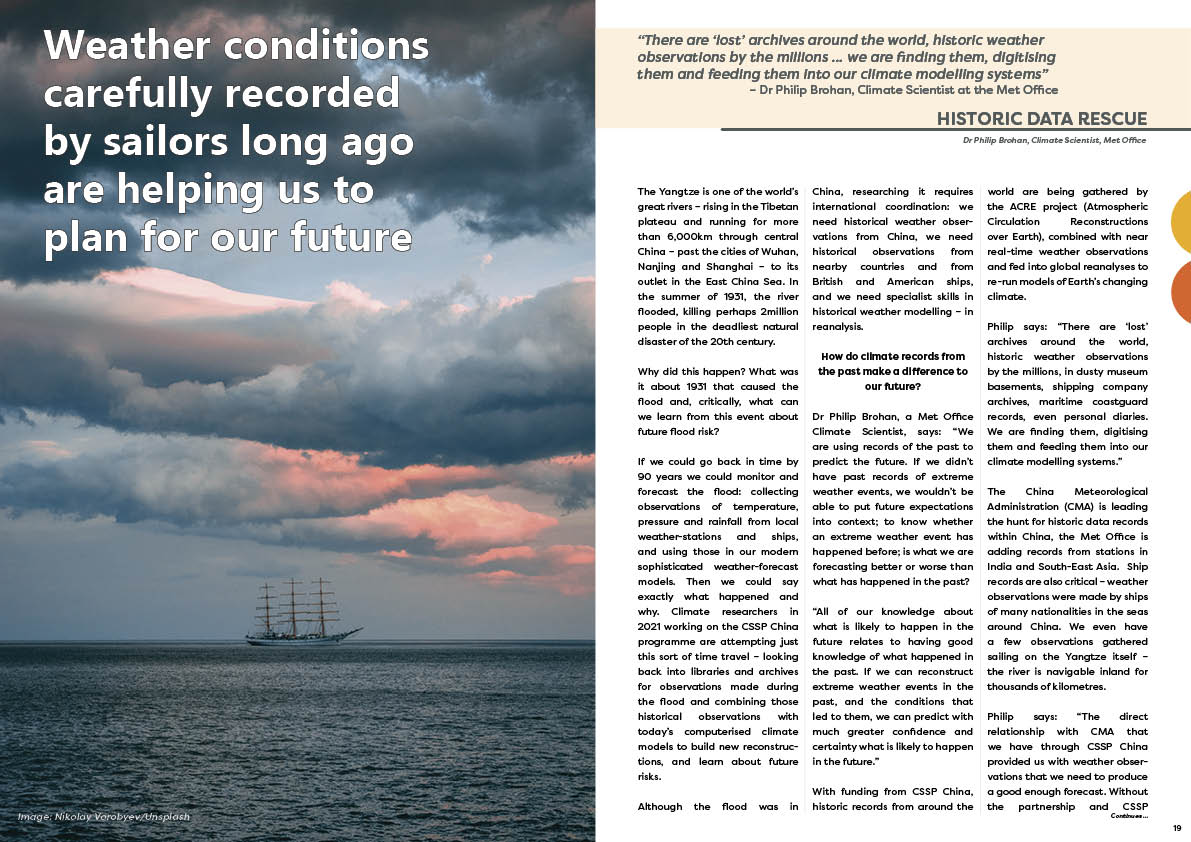 Weather conditions
carefully recorded
by sailors long ago
are helping us to
plan for our future
Image: Nikolay Vorobyev/Unsplash
“There are ‘lost’ archives around the world, historic weather
observations by the millions ... we are finding them, digitising
them and feeding them into our climate modelling systems”
– Dr Philip Brohan, Climate Scientist at the Met Office
HISTORIC DATA RESCUE
Dr Philip Brohan, Climate Scientist, Met Office
The Yangtze is one of the world’s
great rivers – rising in the Tibetan
plateau and running for more
than 6,000km through central
China – past the cities of Wuhan,
Nanjing and Shanghai – to its
outlet in the East China Sea. In
the summer of 1931, the river
flooded, killing perhaps 2million
people in the deadliest natural
disaster of the 20th century.
Why did this happen? What was
it about 1931 that caused the
flood and, critically, what can
we learn from this event about
future flood risk?
If we could go back in time by
90 years we could monitor and
forecast the flood: collecting
observations of temperature,
pressure and rainfall from local
weather-stations and ships,
and using those in our modern
sophisticated weather-forecast
models. Then we could say
exactly what happened and
why. Climate researchers in
2021 working on the CSSP China
programme are attempting just
this sort of time travel – looking
back into libraries and archives
for observations made during
the flood and combining those
historical observations with
today’s computerised climate
models to build new reconstruc-
tions, and learn about future
risks.
Although the flood was in
China, researching it requires
international coordination: we
need historical weather obser-
vations from China, we need
historical observations from
nearby countries and from
British and American ships,
and we need specialist skills in
historical weather modelling – in
reanalysis.
How do climate records from
the past make a difference to
our future?
Dr Philip Brohan, a Met Office
Climate Scientist, says: “We
are using records of the past to
predict the future. If we didn’t
have past records of extreme
weather events, we wouldn’t be
able to put future expectations
into context; to know whether
an extreme weather event has
happened before; is what we are
forecasting better or worse than
what has happened in the past?
“All of our knowledge about
what is likely to happen in the
future relates to having good
knowledge of what happened in
the past. If we can reconstruct
extreme weather events in the
past, and the conditions that
led to them, we can predict with
much greater confidence and
certainty what is likely to happen
in the future.”
With funding from CSSP China,
historic records from around the
world are being gathered by
the ACRE project (Atmospheric
Circulation Reconstructions
over Earth), combined with near
real-time weather observations
and fed into global reanalyses to
re-run models of Earth’s changing
climate.
Philip says: “There are ‘lost’
archives around the world,
historic weather observations
by the millions, in dusty museum
basements, shipping company
archives, maritime coastguard
records, even personal diaries.
We are finding them, digitising
them and feeding them into our
climate modelling systems.”
The China Meteorological
Administration (CMA) is leading
the hunt for historic data records
within China, the Met Office is
adding records from stations in
India and South-East Asia. Ship
records are also critical – weather
observations were made by ships
of many nationalities in the seas
around China. We even have
a few observations gathered
sailing on the Yangtze itself –
the river is navigable inland for
thousands of kilometres.
Philip says: “The direct
relationship with CMA that
we have through CSSP China
provided us with weather obser-
vations that we need to produce
a good enough forecast. Without
the partnership and CSSP
Continues...
19